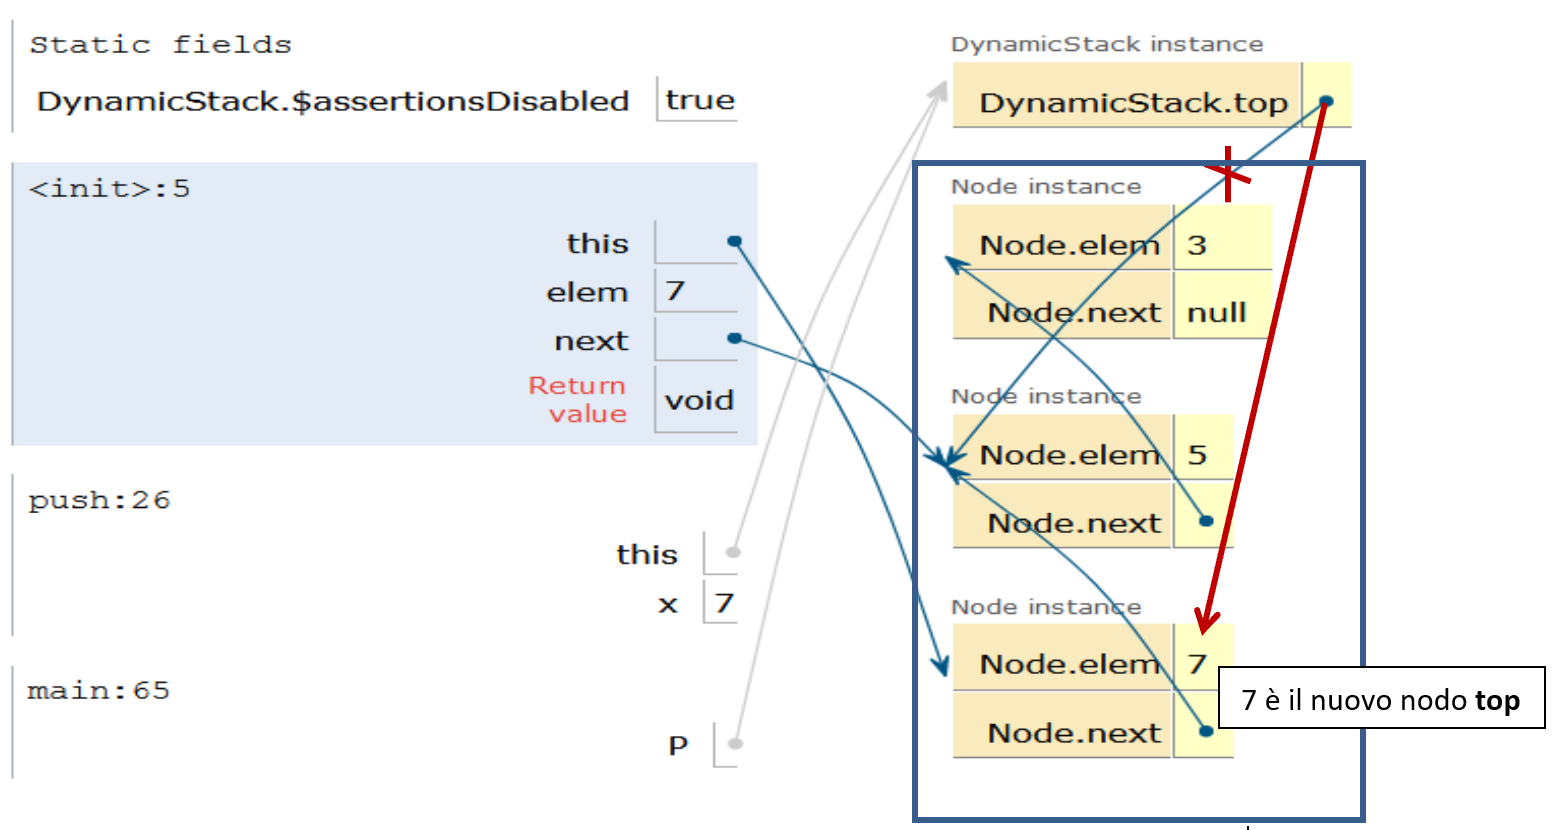 Static fields
DynamicStack.$assertionsDisabled true
<init>:5
this
elem 7
next
Return
value void
push:26
this
x 7
main:65
P
DynamicStack instance
DynamicStack.top
Node instance
Node.elem 3
Node.next null
Node instance
Node.elem 5
Node.next
Node instance
Node.elem 7
Node.next
7 è il nuovo nodo top